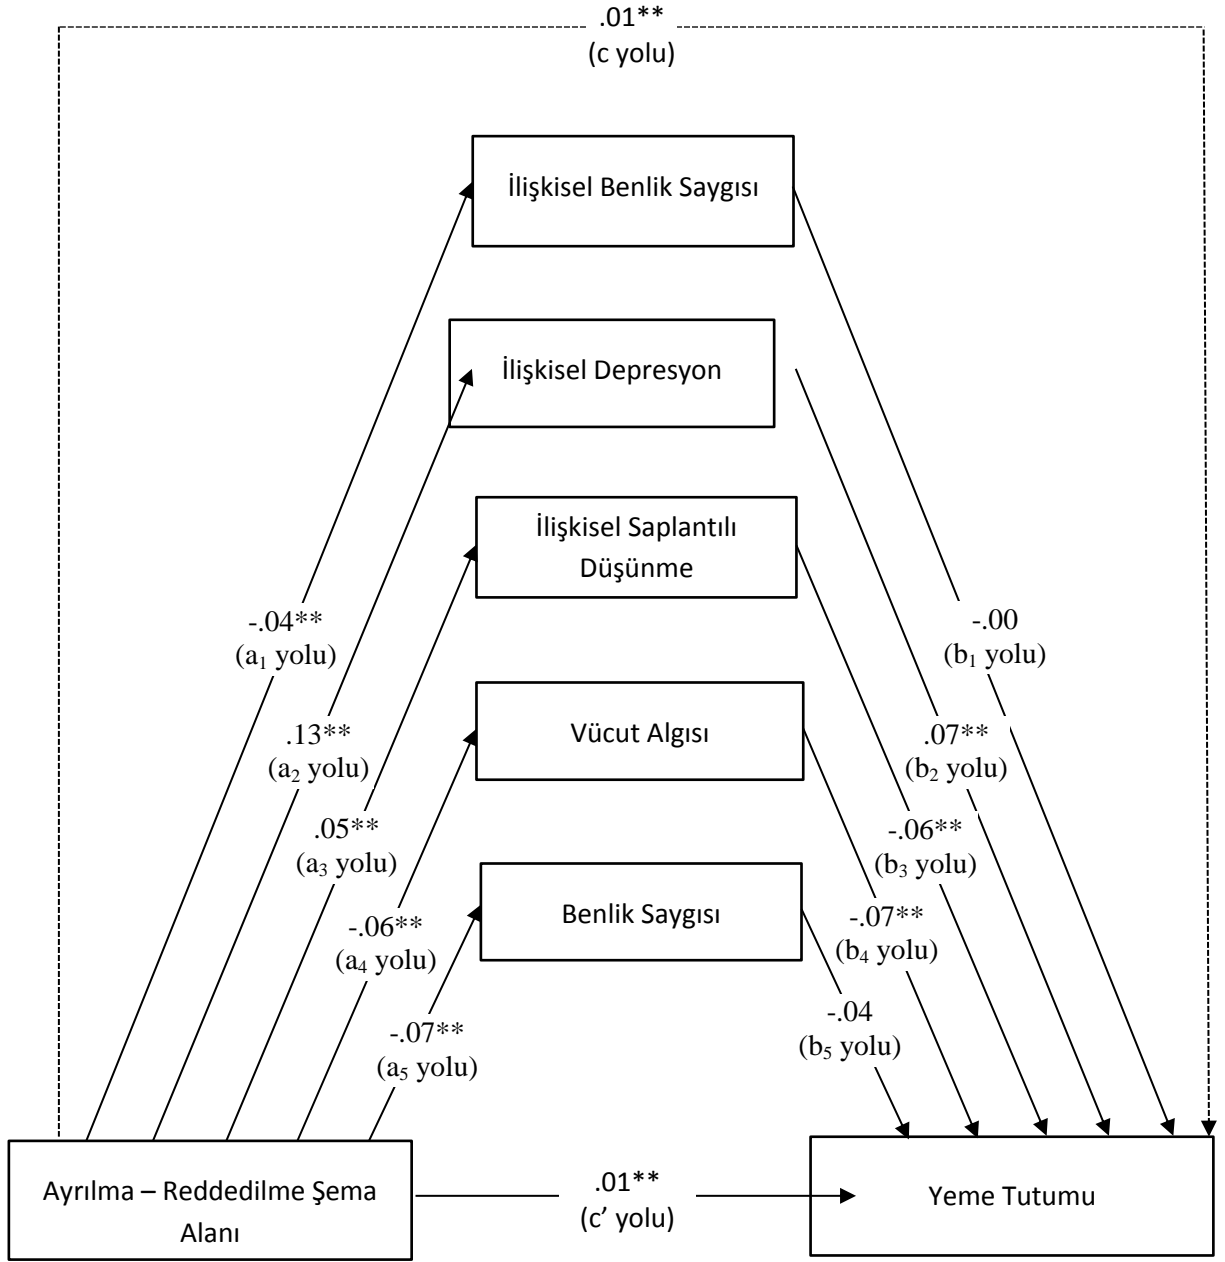 .01**
(c yolu)
İlişkisel Benlik Saygısı
İlişkisel Depresyon
İlişkisel Saplantılı
Düşünme
-.04**
(a₁ yolu)
-.00
(b₁ yolu)
Vücut Algısı
.13**
(a₂ yolu)
.07**
(b₂ yolu)
.05**
(a₃ yolu)
-.06**
(b₃ yolu)
Benlik Saygısı
-.06**
(a₄ yolu)
-.07**
(b₄ yolu)
-.07**
(a₅ yolu)
-.04
(b₅ yolu)
Ayrılma – Reddedilme Şema
Alanı
.01**
(c’ yolu)
Yeme Tutumu